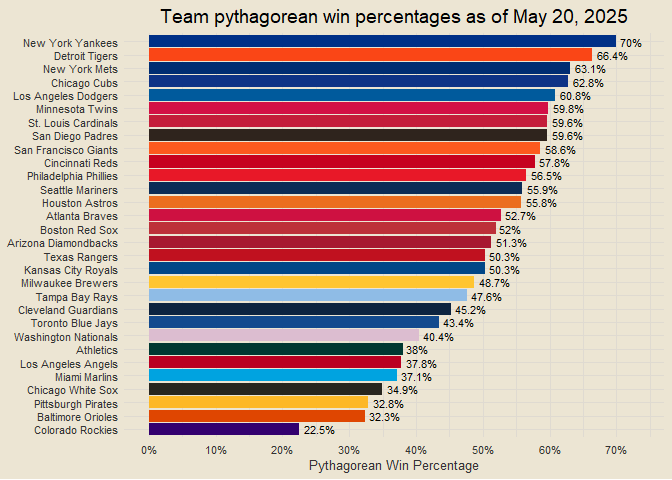 Team pythagorean win percentages as of May 20, 2025
New York Yankees 70%
Detroit Tigers 66.4%
New York Mets 63.1%
Chicago Cubs 62.8%
Los Angeles Dodgers 60.8%
Minnesota Twins 59.8%
St. Louis Cardinals 59.6%
San Diego Padres 59.6%
San Francisco Giants 58.6%
Cincinnati Reds 57.8%
Philadelphia Phillies 56.5%
Seattle Mariners 55.9%
Houston Astros 55.8%
Atlanta Braves 52.7%
Boston Red Sox 52%
Arizona Diamondbacks 51.3%
Texas Rangers 50.3%
Kansas City Royals 50.3%
Milwaukee Brewers 48.7%
Tampa Bay Rays 47.6%
Cleveland Guardians 45.2%
Toronto Blue Jays 43.4%
Washington Nationals 40.4%
Athletics 38%
Los Angeles Angels 37.8%
Miami Marlins 37.1%
Chicago White Sox 34.9%
Pittsburgh Pirates 32.8%
Baltimore Orioles 32.3%
Colorado Rockies 22.5%
0% 10% 20% 30% 40% 50% 60% 70%
Pythagorean Win Percentage